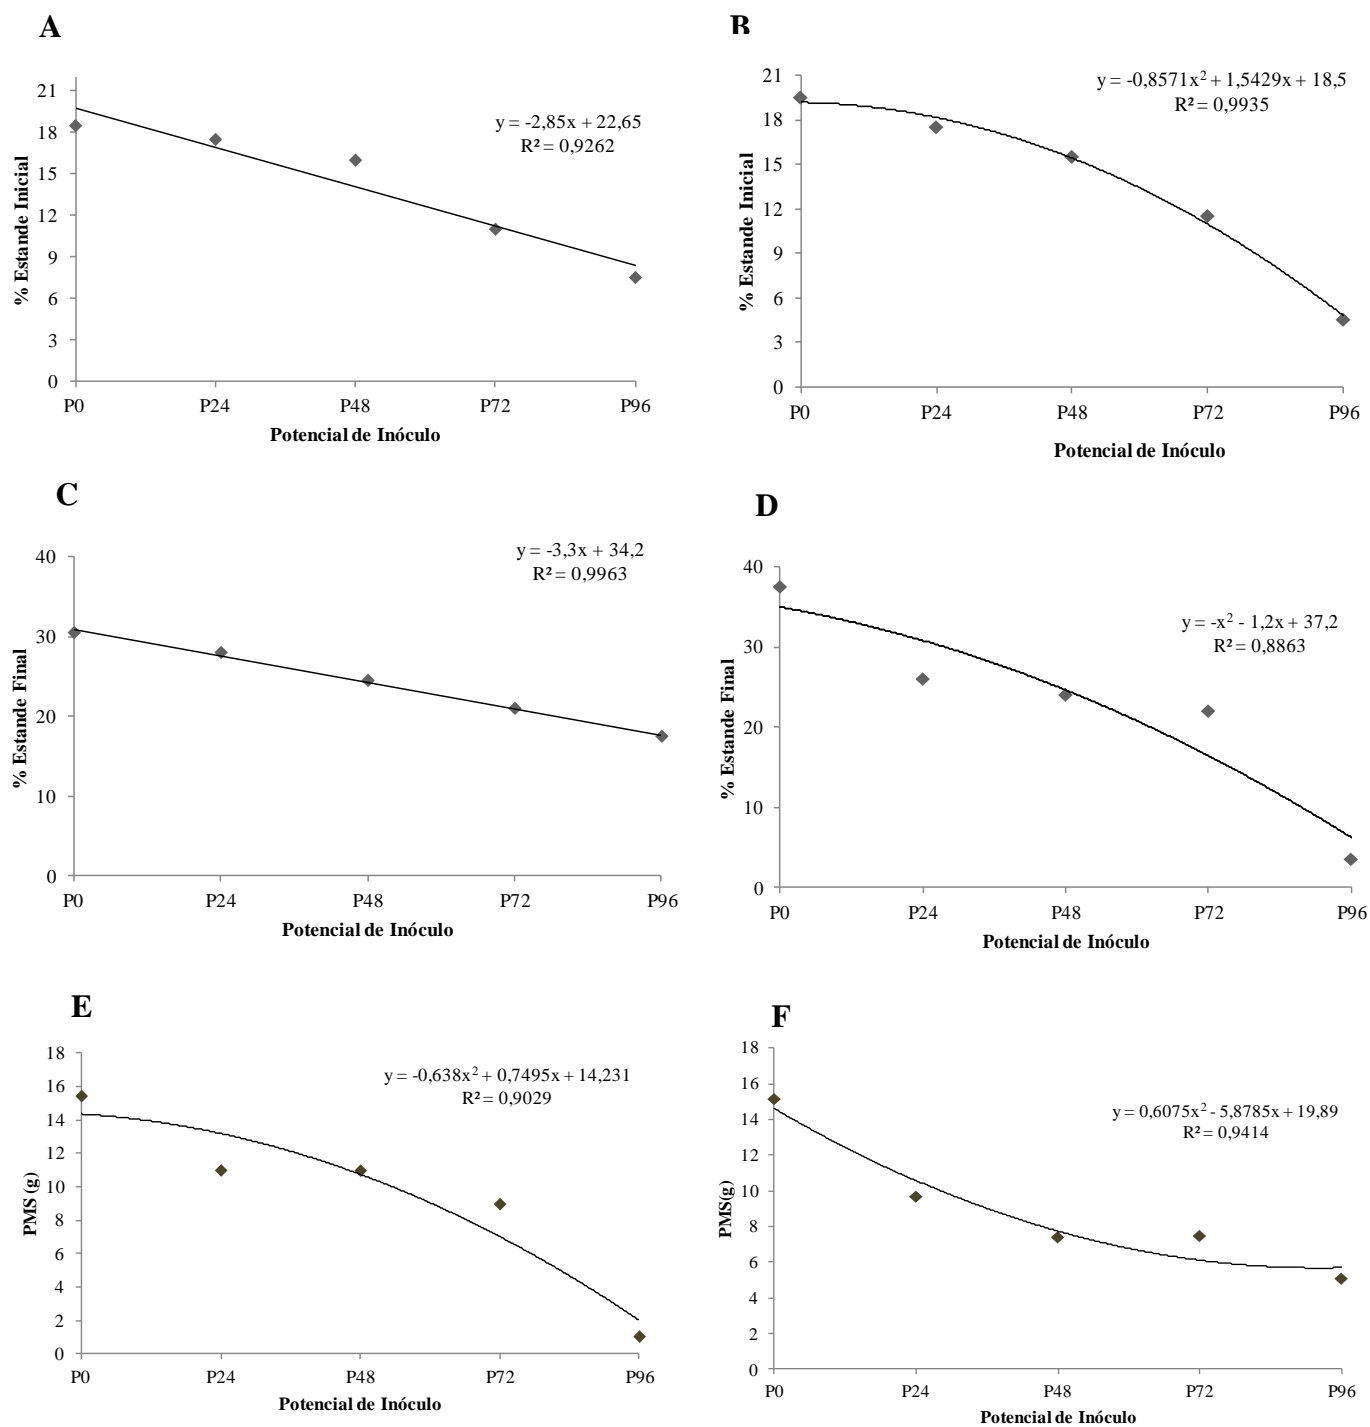 A
21
18
15
12
9
6
3
0
% Estande Inicial
y = -2,85x + 22,65
R² = 0,9262
P0 P24 P48 P72 P96
Potencial de Inóculo
B
21
18
15
12
9
6
3
0
% Estande Inicial
y = -0,8571x² + 1,5429x + 18,5
R² = 0,9935
P0 P24 P48 P72 P96
Potencial de Inóculo
C
40
30
20
10
0
% Estande Final
y = -3,3x + 34,2
R² = 0,9963
P0 P24 P48 P72 P96
Potencial de Inóculo
D
40
30
20
10
0
% Estande Final
y = -x² - 1,2x + 37,2
R² = 0,8863
P0 P24 P48 P72 P96
Potencial de Inóculo
E
18
16
14
12
10
8
6
4
2
0
PMS (g)
y = -0,638x² + 0,7495x + 14,231
R² = 0,9029
P0 P24 P48 P72 P96
Potencial de Inóculo
F
18
16
14
12
10
8
6
4
2
0
PMS(g)
y = 0,6075x² - 5,8785x + 19,89
R² = 0,9414
P0 P24 P48 P72 P96
Potencial de Inóculo